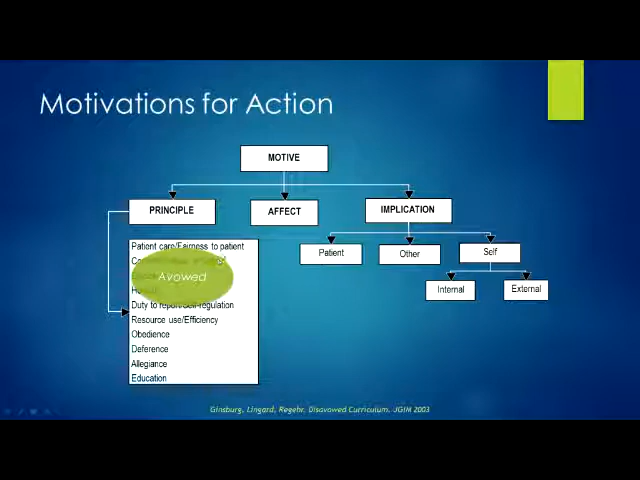 Motivations for Action
MOTIVE
PRINCIPLE
AFFECT
IMPLICATION
Patient
Other
Self
Internal
External
Patient care/Fairness to patient
Avowed
Duty to report/Self-regulation
Resource use/Efficiency
Obedience
Deference
Allegiance
Education
Ginsburg, Lingard, Regehr. Disavowed Curriculum. JGIM 2003